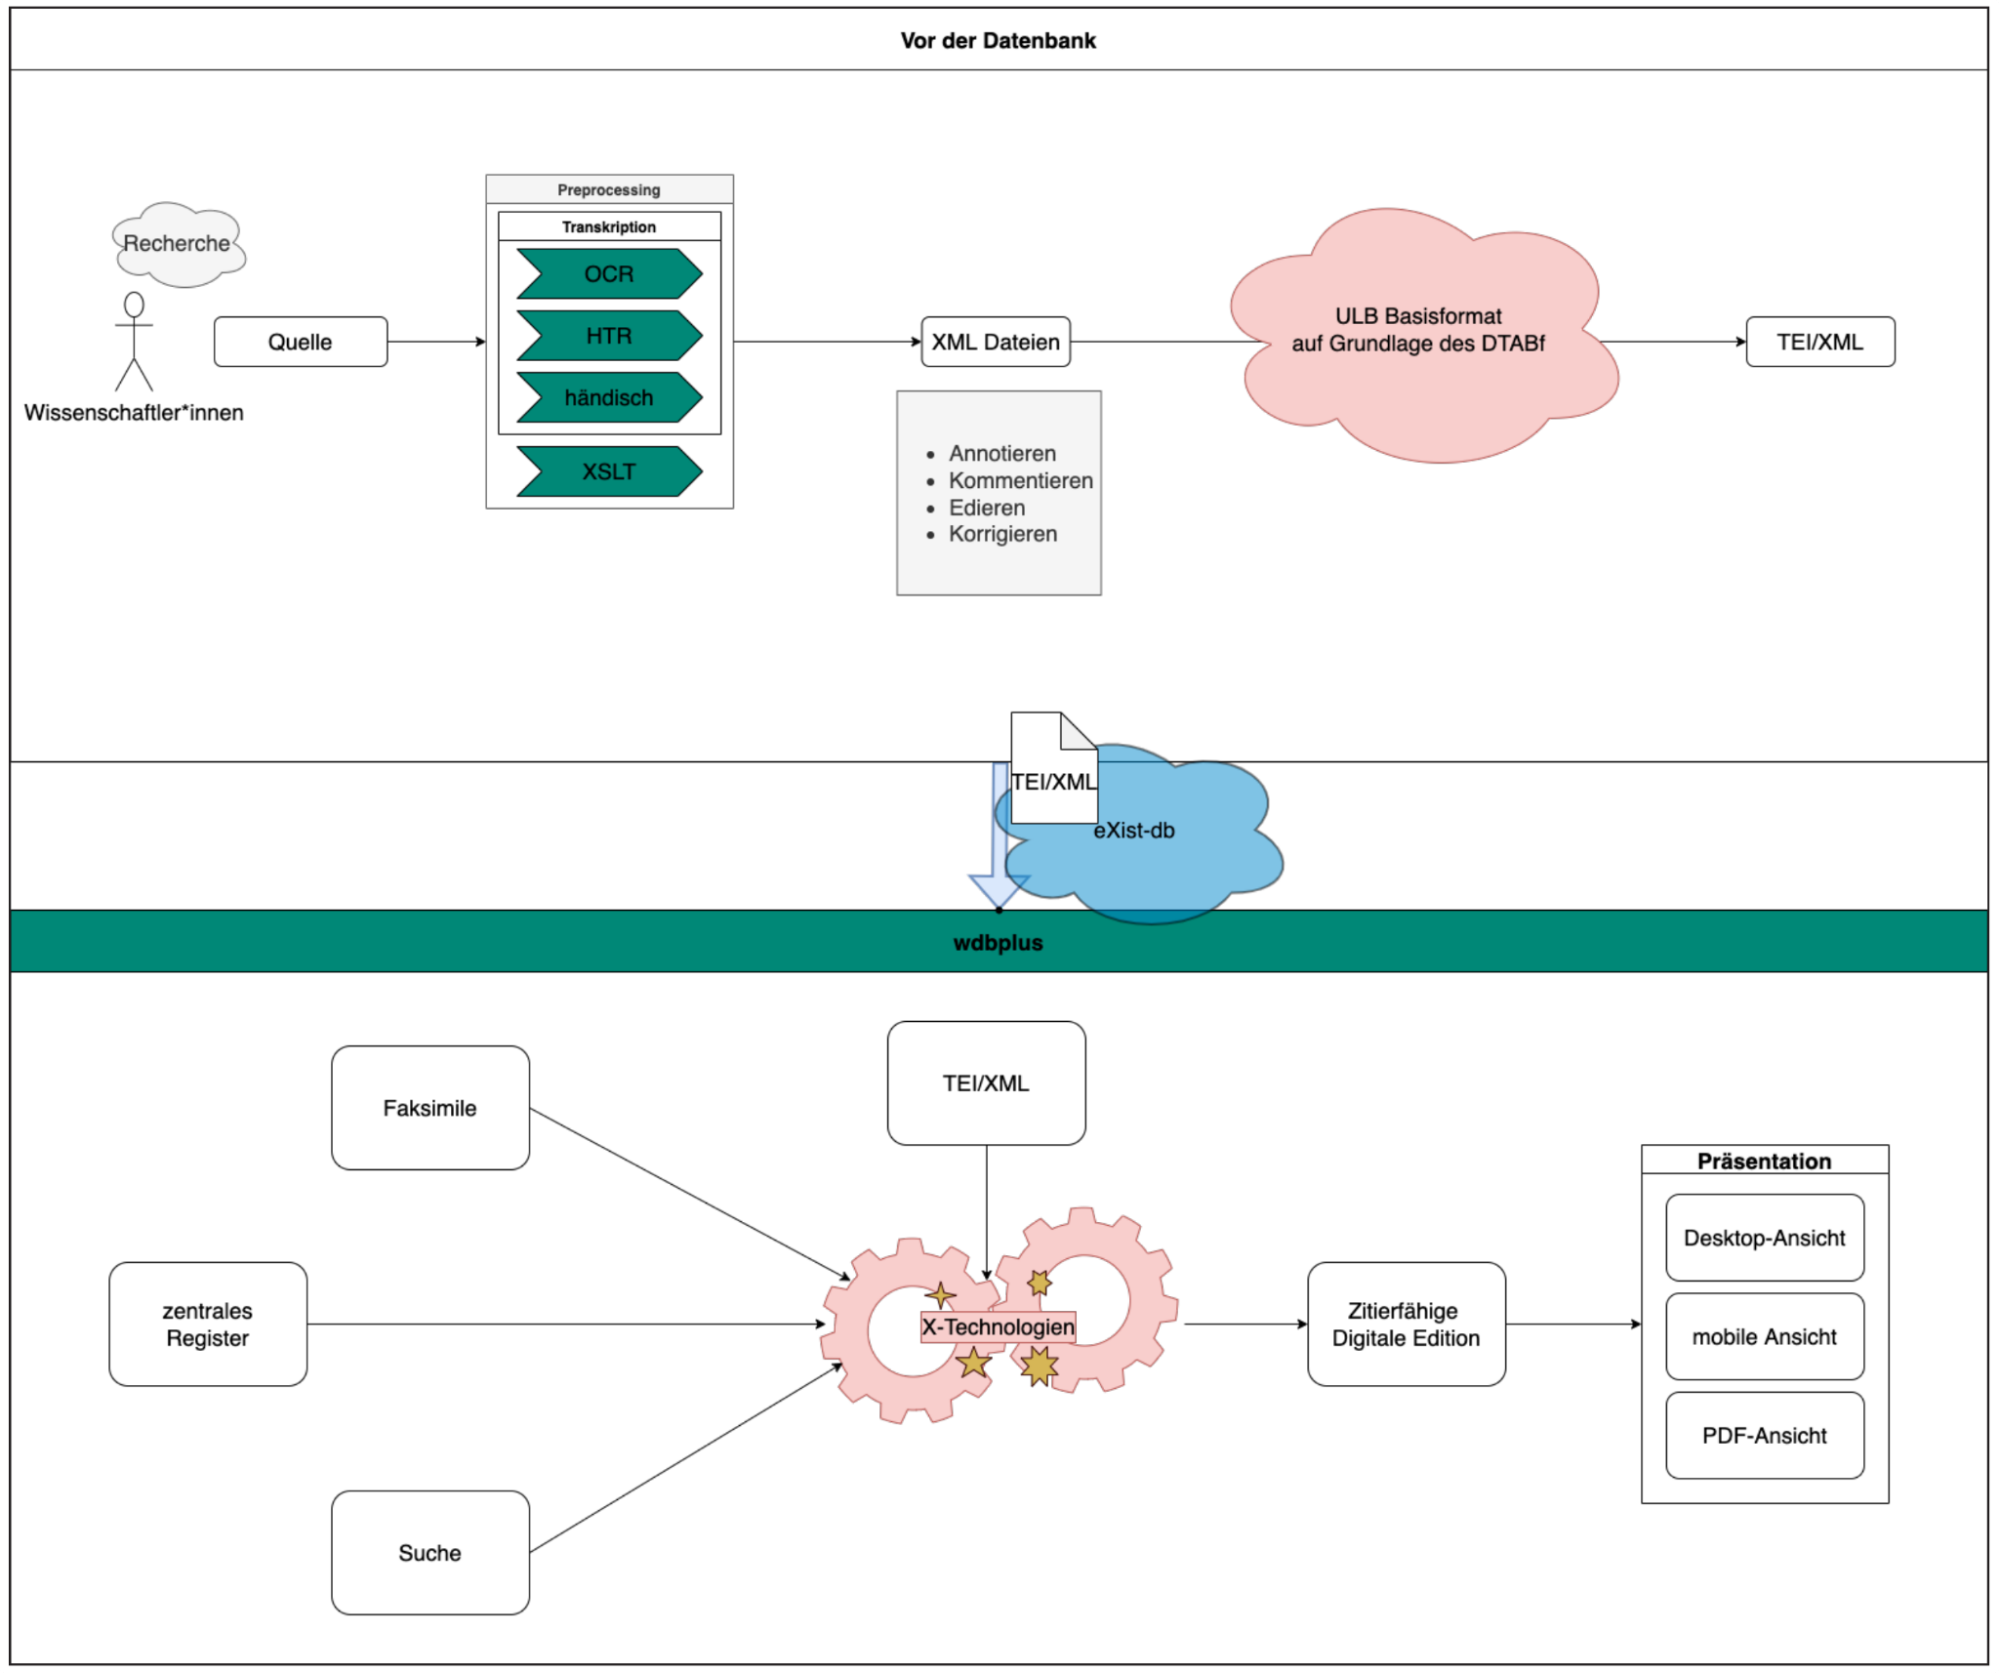 Vor der Datenbank
Recherche
Wissenschaftler*innen
Quelle
Preprocessing
Transkription
OCR
HTR
händisch
XSLT
XML Dateien
• Annotieren
• Kommentieren
• Edieren
• Korrigieren
ULB Basisformat
auf Grundlage des DTABf
TEI/XML
TEI/XML
eXist-db
wdbplus
Faksimile
zentrales
Register
Suche
TEI/XML
X-Technologien
Zitierfähige
Digitale Edition
Präsentation
Desktop-Ansicht
mobile Ansicht
PDF-Ansicht